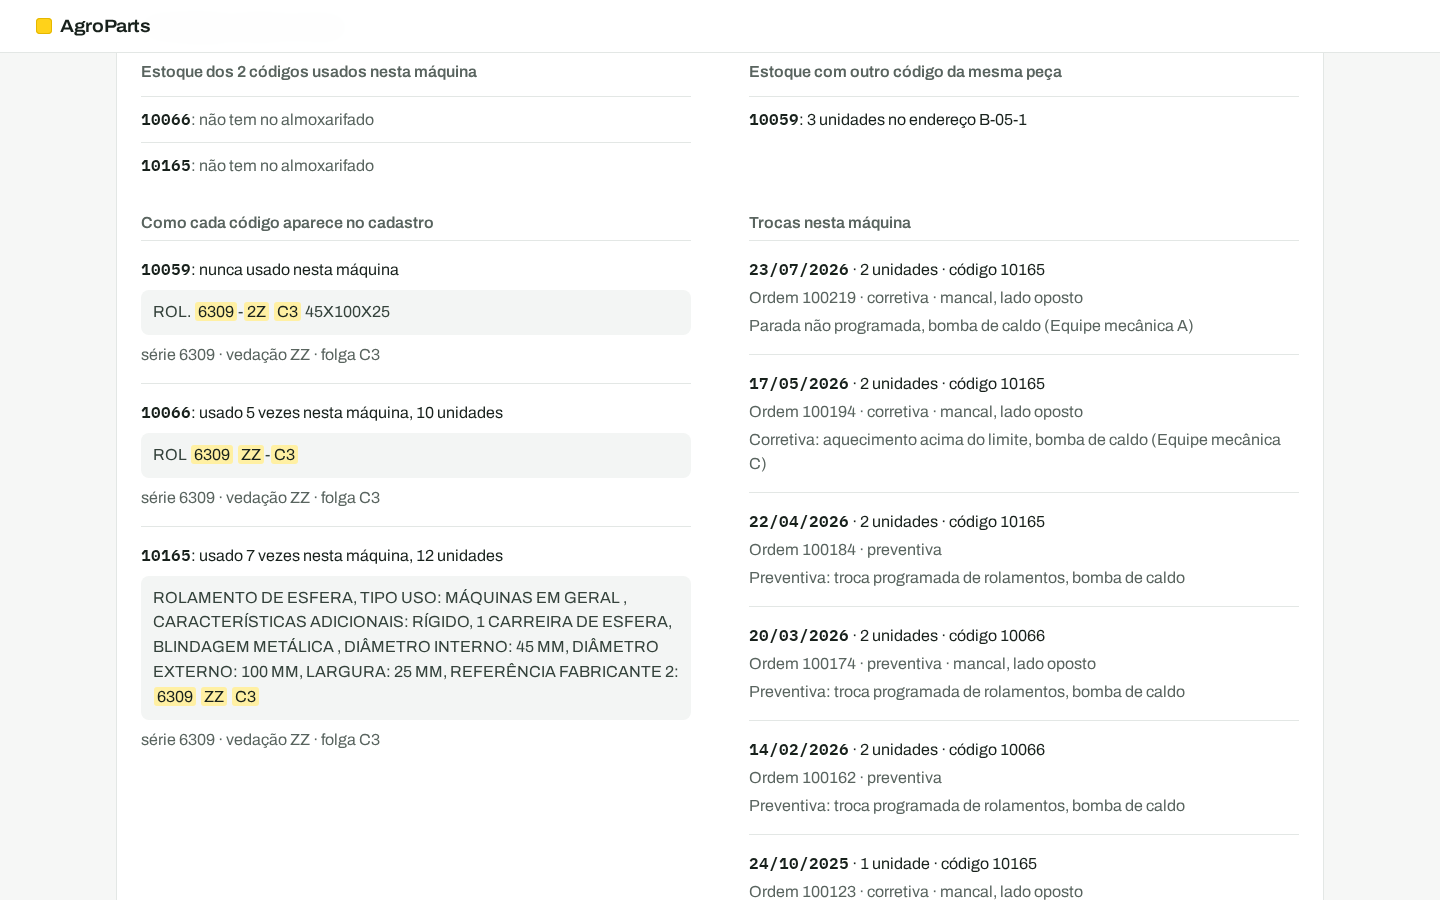 AgroParts
Estoque dos 2 códigos usados nesta máquina
10066: não tem no almoxarifado
10165: não tem no almoxarifado
Estoque com outro código da mesma peça
10059: 3 unidades no endereço B-05-1
Como cada código aparece no cadastro
10059: nunca usado nesta máquina
ROL. 6309-2Z C3 45X100X25
série 6309 · vedação ZZ · folga C3
10066: usado 5 vezes nesta máquina, 10 unidades
ROL 6309 ZZ-C3
série 6309 · vedação ZZ · folga C3
10165: usado 7 vezes nesta máquina, 12 unidades
ROLAMENTO DE ESFERA, TIPO USO: MÁQUINAS EM GERAL ,
CARACTERÍSTICAS ADICIONAIS: RÍGIDO, 1 CARREIRA DE ESFERA,
BLINDAGEM METÁLICA , DIÂMETRO INTERNO: 45 MM, DIÂMETRO
EXTERNO: 100 MM, LARGURA: 25 MM, REFERÊNCIA FABRICANTE 2:
6309 ZZ C3
série 6309 · vedação ZZ · folga C3
Trocas nesta máquina
23/07/2026 · 2 unidades · código 10165
Ordem 100219 · corretiva · mancal, lado oposto
Parada não programada, bomba de caldo (Equipe mecânica A)
17/05/2026 · 2 unidades · código 10165
Ordem 100194 · corretiva · mancal, lado oposto
Corretiva: aquecimento acima do limite, bomba de caldo (Equipe mecânica
C)
22/04/2026 · 2 unidades · código 10165
Ordem 100184 · preventiva
Preventiva: troca programada de rolamentos, bomba de caldo
20/03/2026 · 2 unidades · código 10066
Ordem 100174 · preventiva · mancal, lado oposto
Preventiva: troca programada de rolamentos, bomba de caldo
14/02/2026 · 2 unidades · código 10066
Ordem 100162 · preventiva
Preventiva: troca programada de rolamentos, bomba de caldo
24/10/2025 · 1 unidade · código 10165
Ordem 100123 · corretiva · mancal, lado oposto